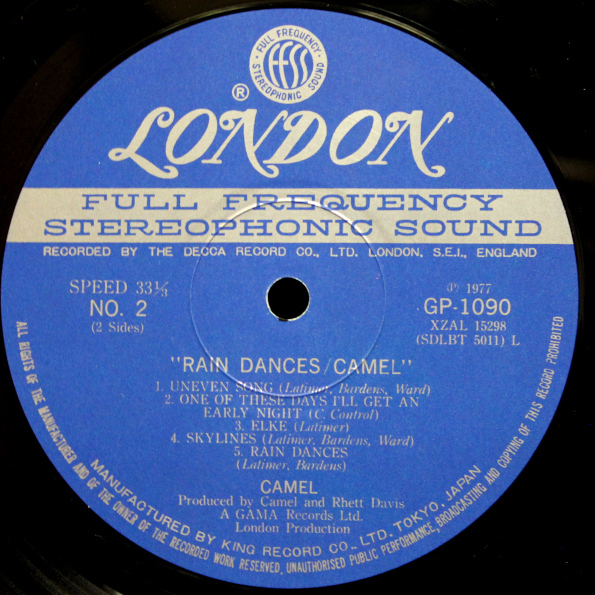 FULL FREQUENCY
FFSS
STEREOPHONIC SOUND
®
LONDON
FULL FREQUENCY
STEREOPHONIC SOUND
RECORDED BY THE DECCA RECORD CO., LTD. LONDON, S.E.I., ENGLAND
SPEED 33⅓
NO. 2
(2 Sides)
Ⓟ 1977
GP-1090
XZAL 15298
(SDLBT 5011) L
"RAIN DANCES/CAMEL"
1. UNEVEN SONG (Latimer, Bardens, Ward)
2. ONE OF THESE DAYS I'LL GET AN
EARLY NIGHT (C. Control)
3. ELKE (Latimer)
4. SKYLINES (Latimer, Bardens, Ward)
5. RAIN DANCES
(Latimer, Bardens)
CAMEL
Produced by Camel and Rhett Davis
A GAMA Records Ltd.
London Production
MANUFACTURED BY KING RECORD CO., LTD. TOKYO, JAPAN
ALL RIGHTS OF THE MANUFACTURER AND OF THE OWNER OF THE RECORDED WORK RESERVED, UNAUTHORISED PUBLIC PERFORMANCE, BROADCASTING AND COPYING OF THIS RECORD PROHIBITED